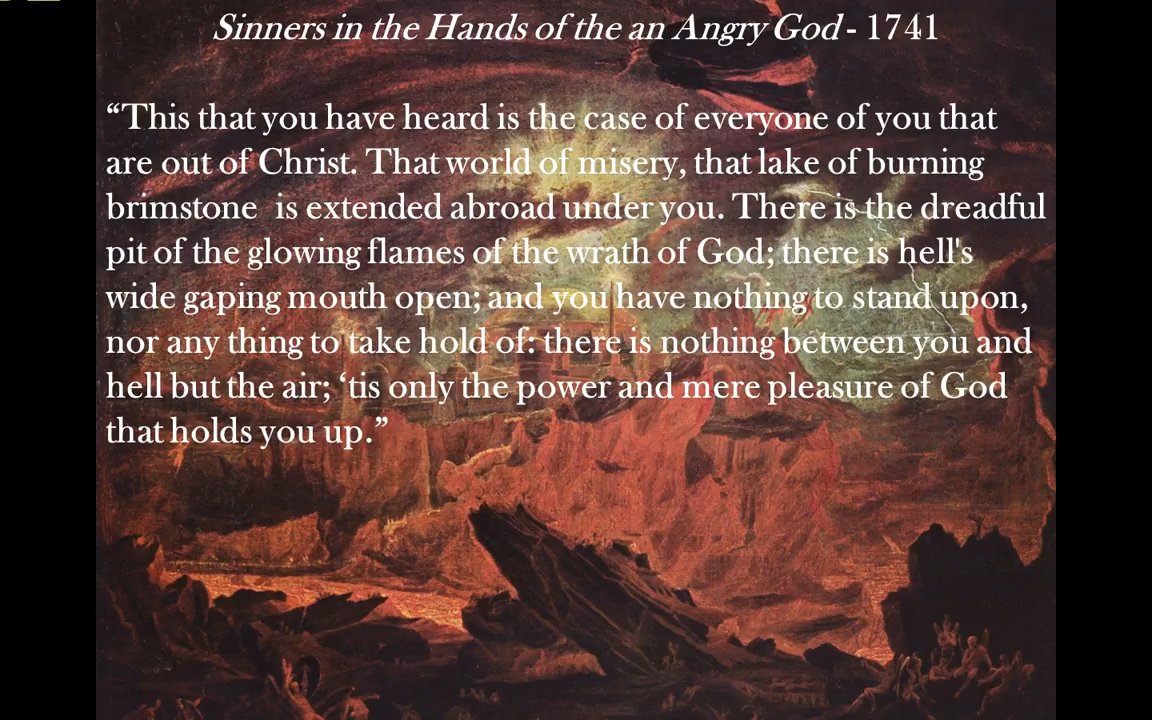 Sinners in the Hands of the an Angry God - 1741
“This that you have heard is the case of everyone of you that
are out of Christ. That world of misery, that lake of burning
brimstone  is extended abroad under you. There is the dreadful
pit of the glowing flames of the wrath of God; there is hell's
wide gaping mouth open; and you have nothing to stand upon,
nor any thing to take hold of: there is nothing between you and
hell but the air; ‘tis only the power and mere pleasure of God
that holds you up.”